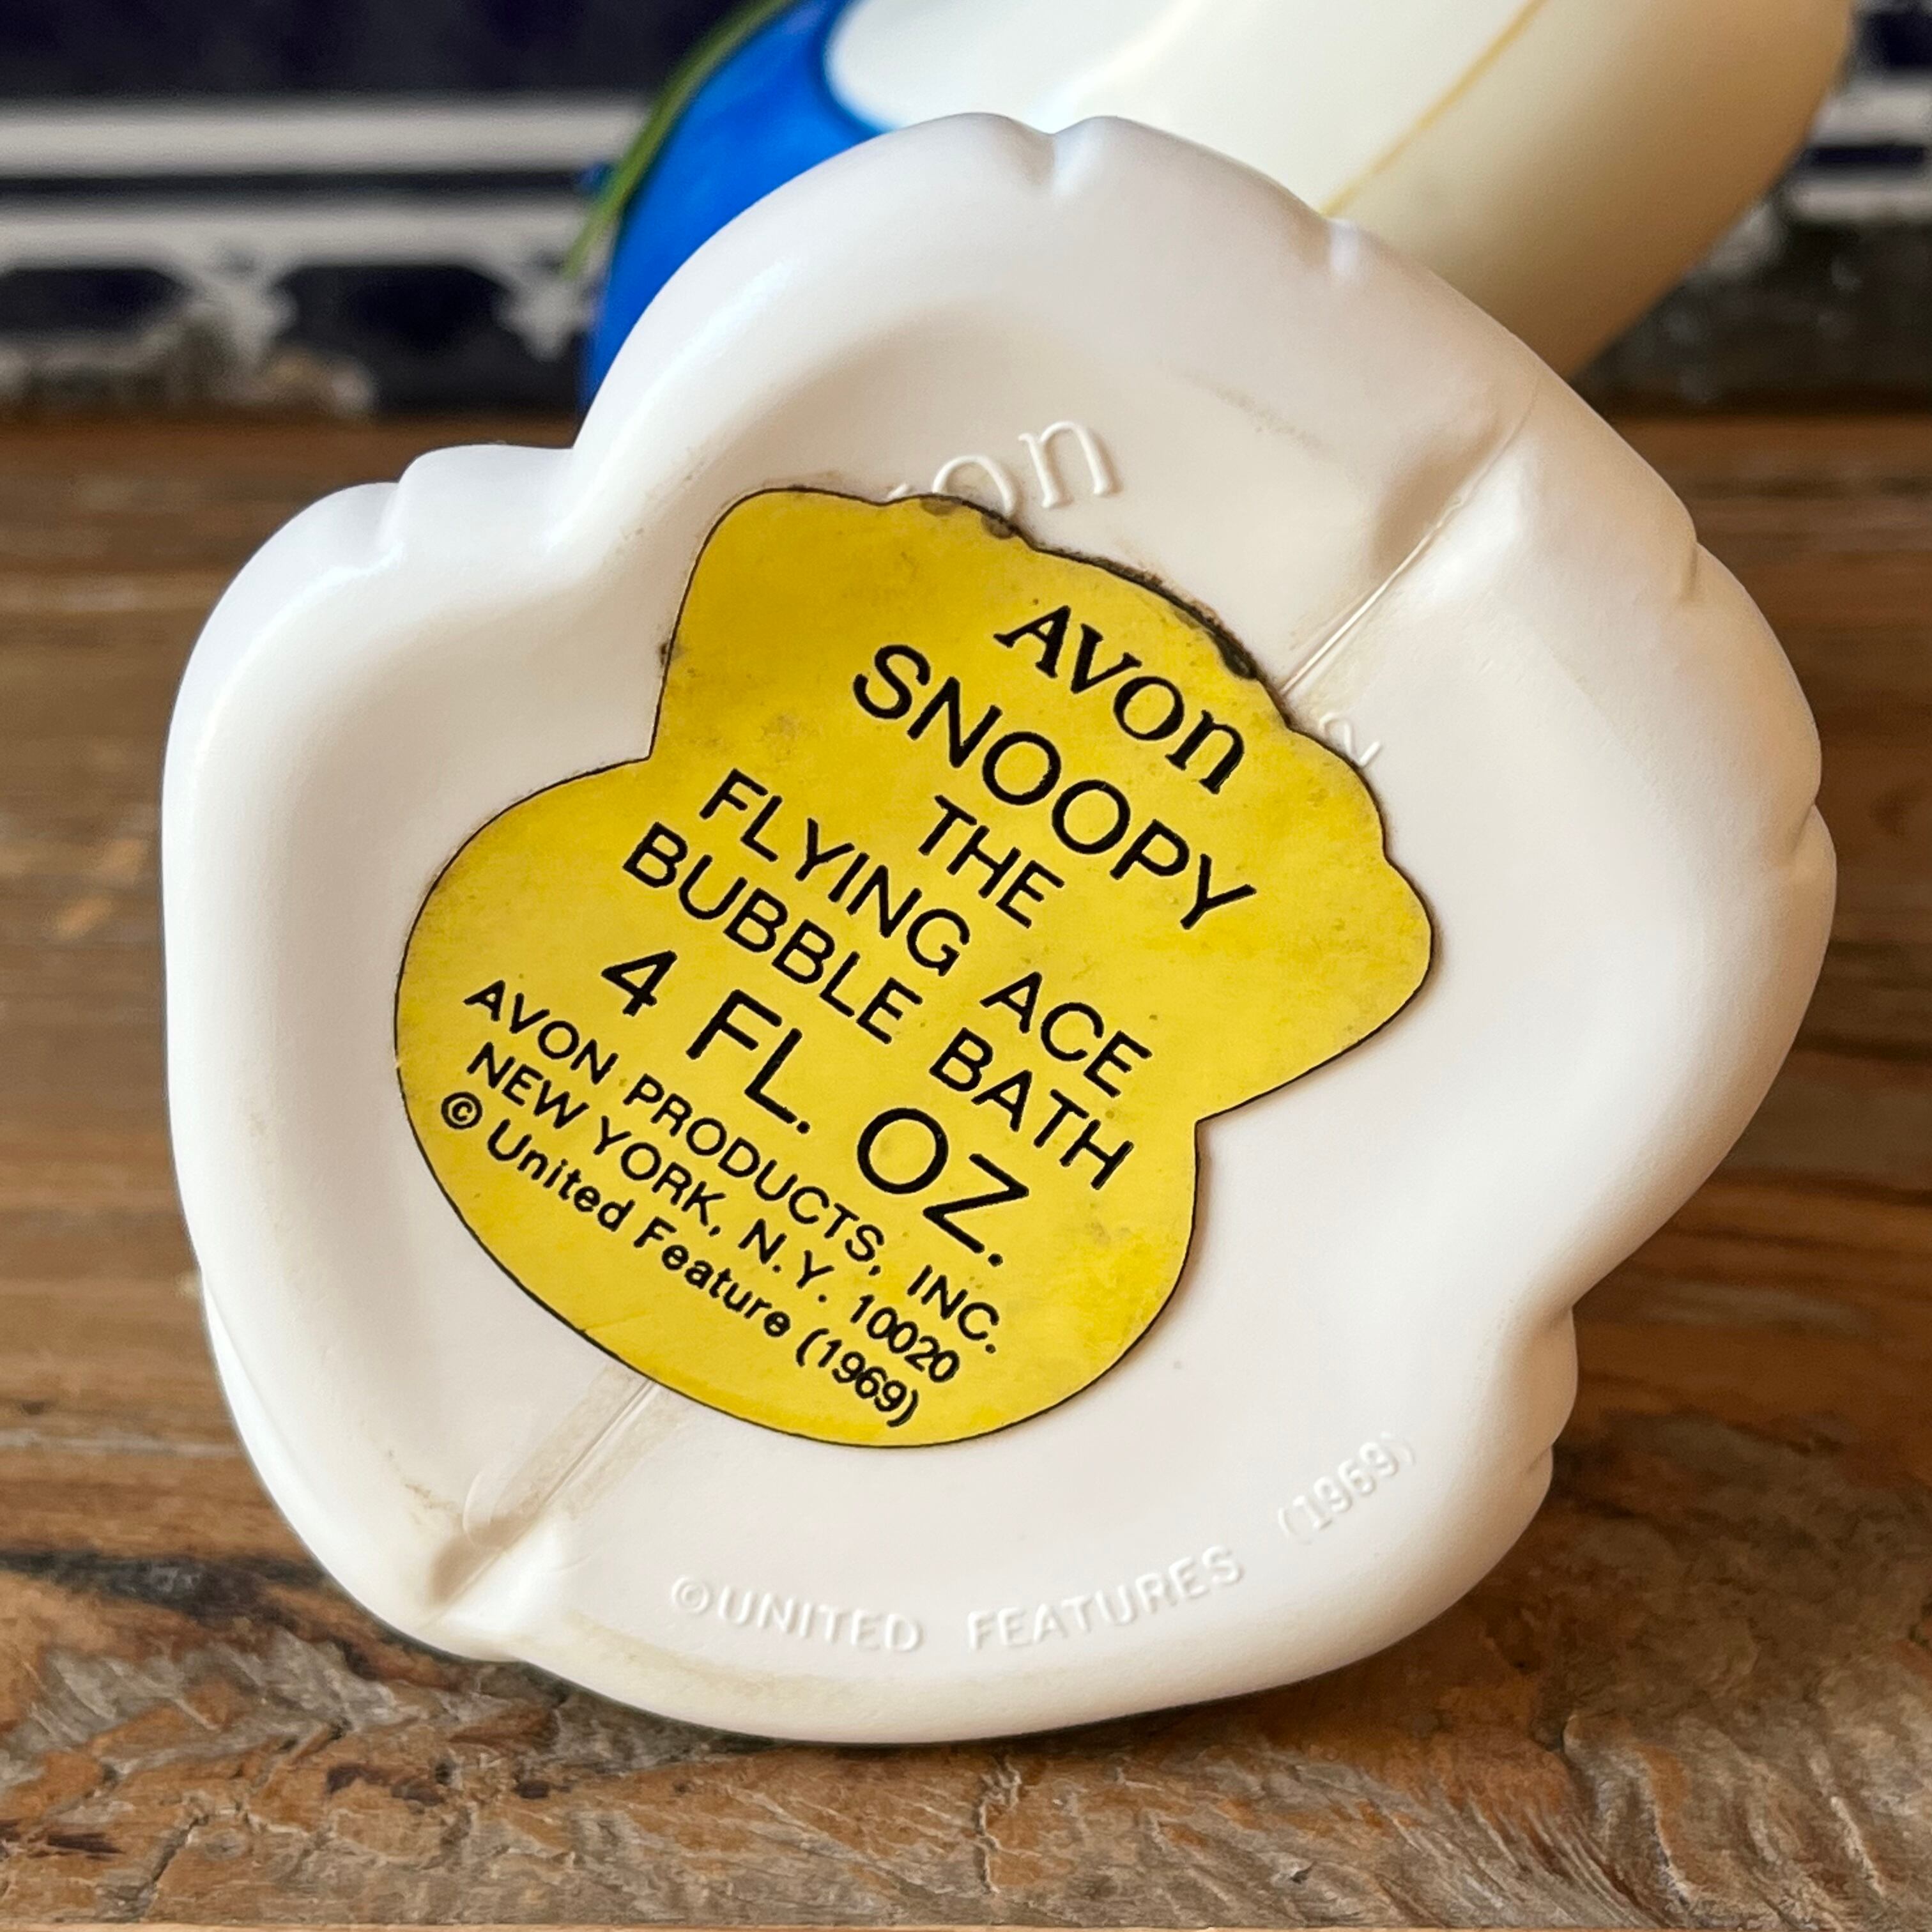 on
AVON
SNOOPY
THE
FLYING ACE
BUBBLE BATH
4 FL. OZ.
AVON PRODUCTS, INC.
NEW YORK, N.Y. 10020
© United Feature (1969)
©UNITED FEATURES (1969)